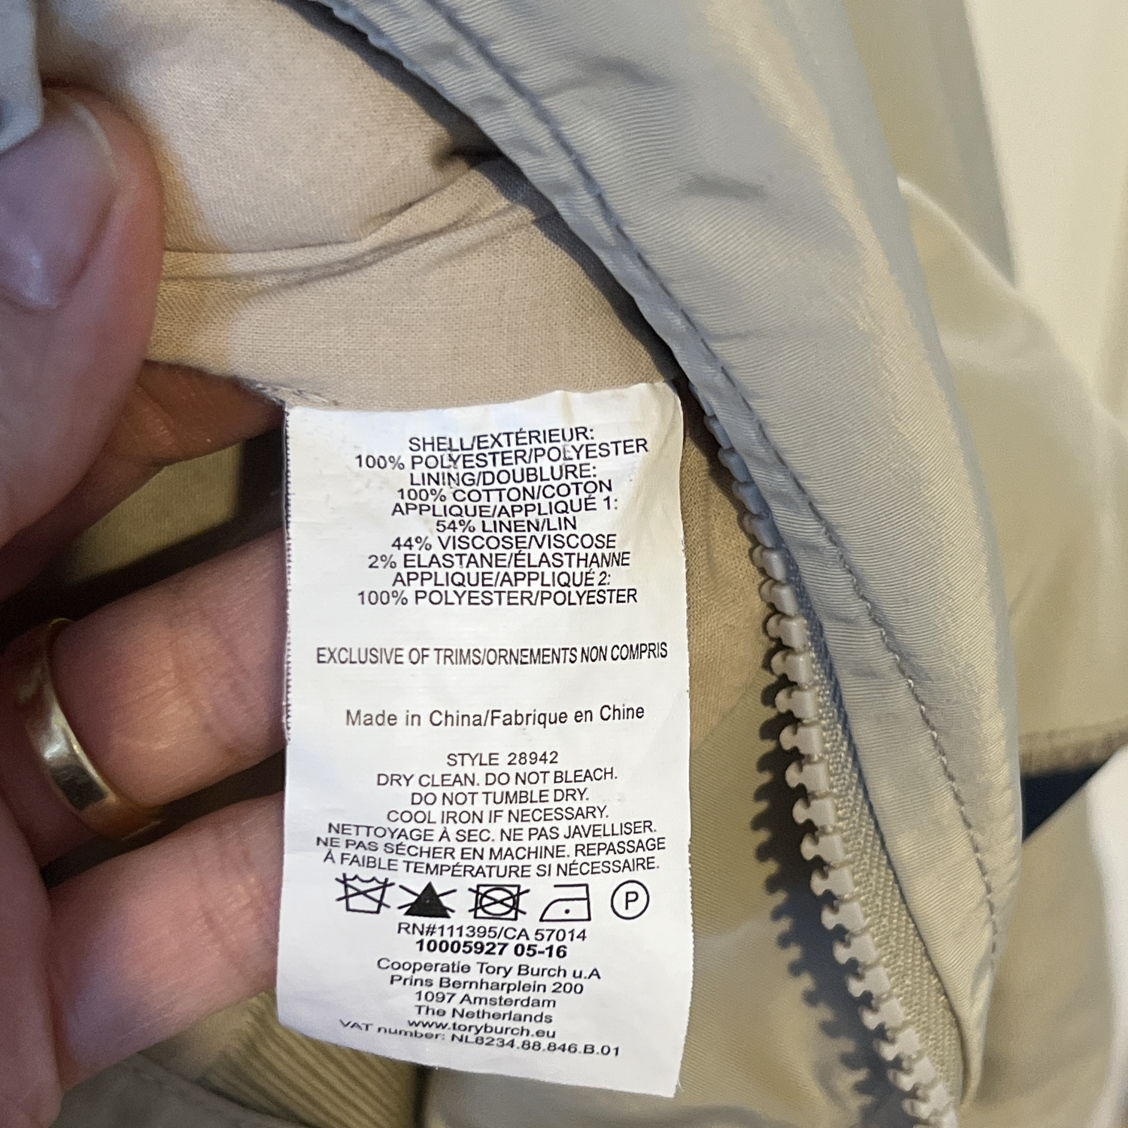 SHELL/EXTÉRIEUR:
100% POLYESTER/POLYESTER
LINING/DOUBLURE:
100% COTTON/COTON
APPLIQUE/APPLIQUÉ 1:
54% LINEN/LIN
44% VISCOSE/VISCOSE
2% ELASTANE/ÉLASTHANNE
APPLIQUE/APPLIQUÉ 2:
100% POLYESTER/POLYESTER
EXCLUSIVE OF TRIMS/ORNEMENTS NON COMPRIS
Made in China/Fabrique en Chine
STYLE 28942
DRY CLEAN. DO NOT BLEACH.
DO NOT TUMBLE DRY.
COOL IRON IF NECESSARY.
NETTOYAGE À SEC. NE PAS JAVELLISER.
NE PAS SÉCHER EN MACHINE. REPASSAGE
À FAIBLE TEMPÉRATURE SI NÉCESSAIRE.
P
RN#111395/CA 57014
10005927 05-16
Cooperatie Tory Burch u.A
Prins Bernharplein 200
1097 Amsterdam
The Netherlands
www.toryburch.eu
VAT number: NL8234.88.846.B.01